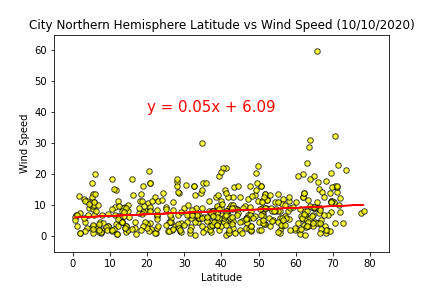 City Northern Hemisphere Latitude vs Wind Speed (10/10/2020)
60
50
40
30
20
10
0
Wind Speed
y = 0.05x + 6.09
0 10 20 30 40 50 60 70 80
Latitude